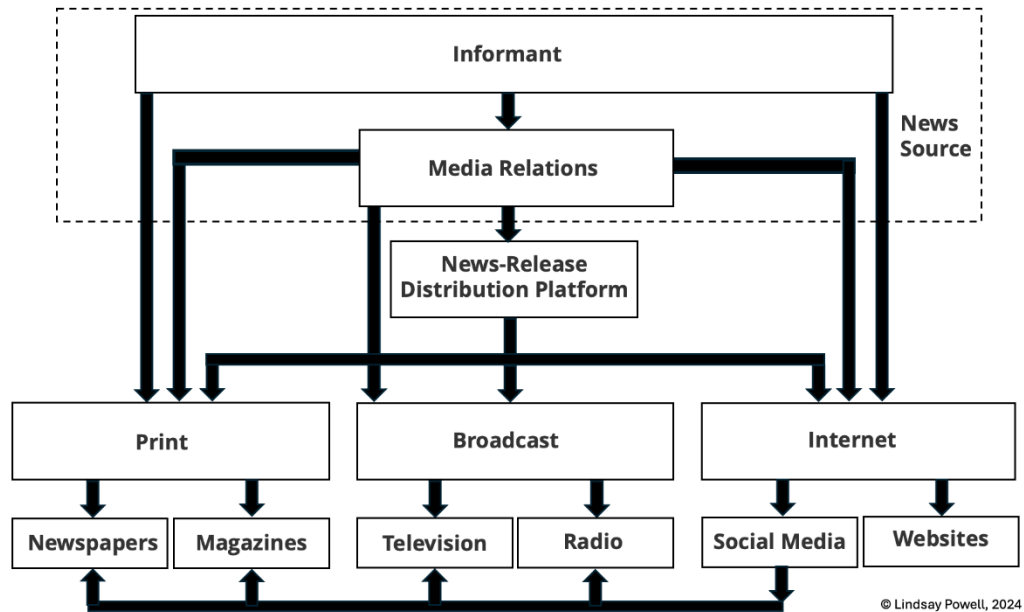 Informant
News
Source
Media Relations
News-Release
Distribution Platform
Print
Broadcast
Internet
Newspapers
Magazines
Television
Radio
Social Media
Websites
© Lindsay Powell, 2024